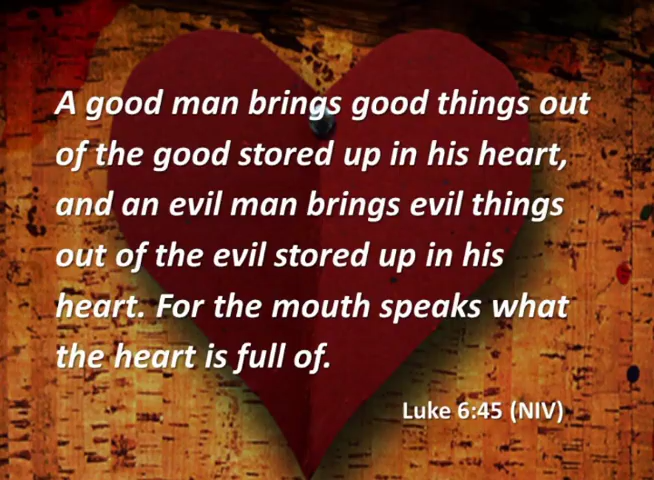 A good man brings good things out
of the good stored up in his heart,
and an evil man brings evil things
out of the evil stored up in his
heart. For the mouth speaks what
the heart is full of.
Luke 6:45 (NIV)